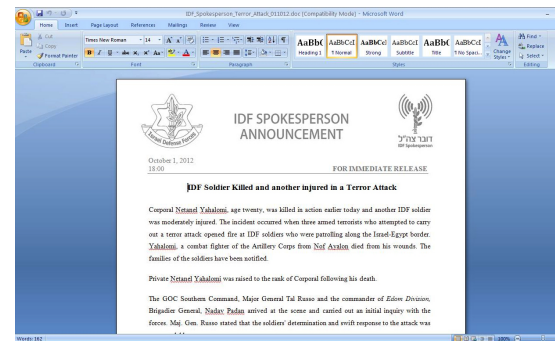 IDF_Spokesperson_Terror_Attack_011012.doc [Compatibility Mode] - Microsoft Word
Home Insert Page Layout References Mailings Review View
Cut
Copy
Paste
Format Painter
Clipboard
Times New Roman 14
Font
Paragraph
AaBb( AaBbCcI AaBbCcI AaBbCcI AaBb( AaBbCcI
Heading 1 ¶ Normal Strong Subtitle Title ¶ No Spaci...
Change Styles
Styles
Find
Replace
Select
Editing
Israel Defense Forces
IDF SPOKESPERSON
ANNOUNCEMENT
דובר צה"ל
IDF Spokesperson
October 1, 2012
18:00 FOR IMMEDIATE RELEASE
IDF Soldier Killed and another injured in a Terror Attack
Corporal Netanel Yahalomi, age twenty, was killed in action earlier today and another IDF soldier
was moderately injured. The incident occurred when three armed terrorists who attempted to carry
out a terror attack opened fire at IDF soldiers who were patrolling along the Israel-Egypt border.
Yahalomi, a combat fighter of the Artillery Corps from Nof Ayalon died from his wounds. The
families of the soldiers have been notified.
Private Netanel Yahalomi was raised to the rank of Corporal following his death.
The GOC Southern Command, Major General Tal Russo and the commander of Edom Division,
Brigadier General, Nadav Padan arrived at the scene and carried out an initial inquiry with the
forces. Maj. Gen. Russo stated that the soldiers' determination and swift response to the attack was
Words: 182
100%